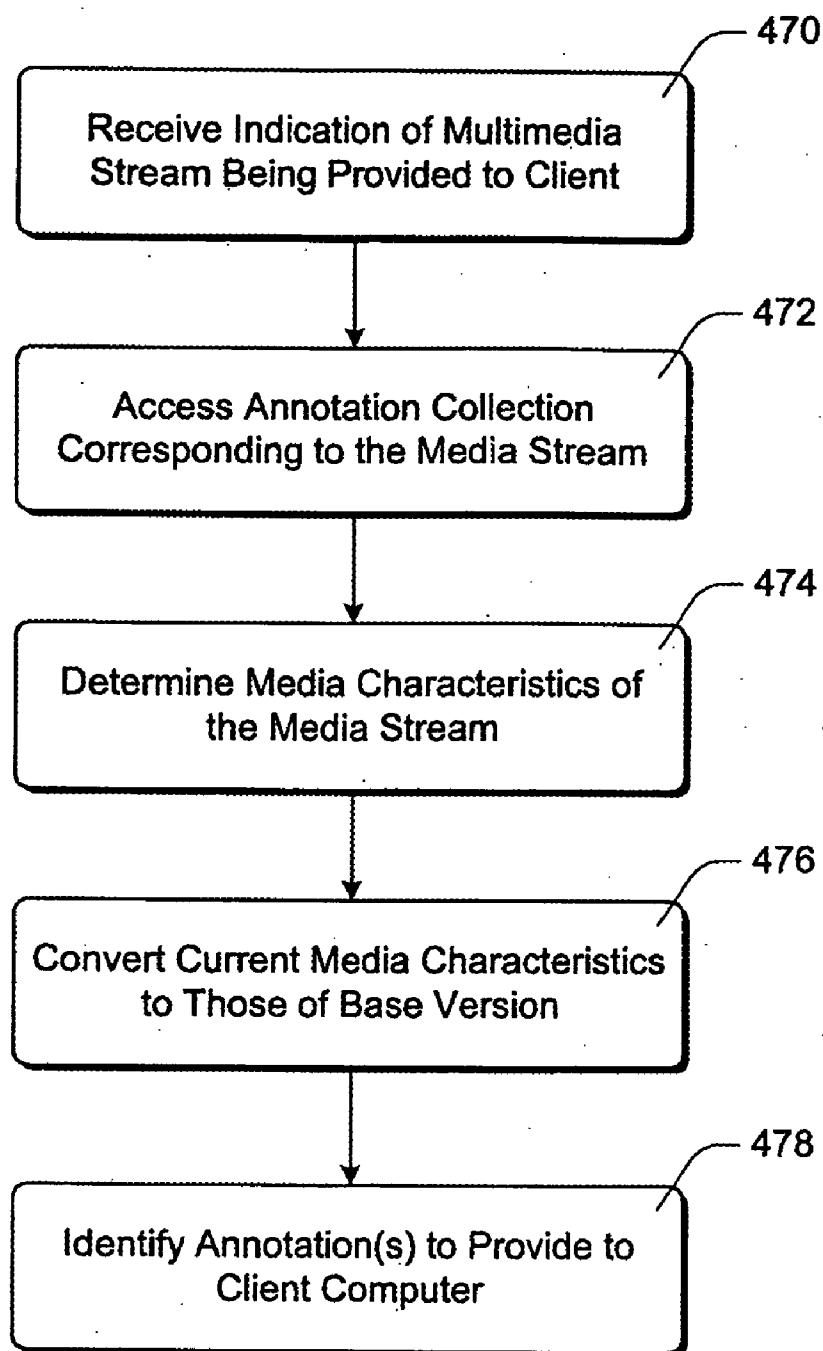 470
Receive Indication of Multimedia
Stream Being Provided to Client
472
Access Annotation Collection
Corresponding to the Media Stream
474
Determine Media Characteristics of
the Media Stream
476
Convert Current Media Characteristics
to Those of Base Version
478
Identify Annotation(s) to Provide to
Client Computer